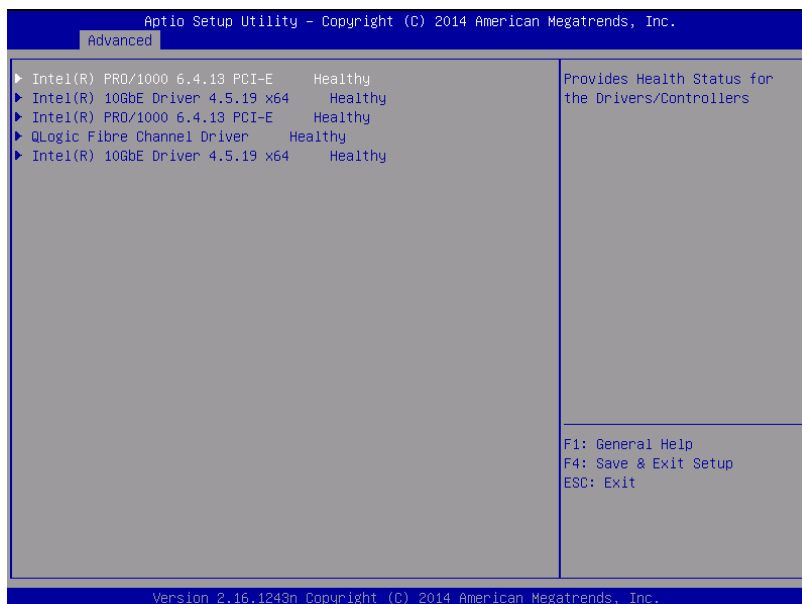 Aptio Setup Utility – Copyright (C) 2014 American Megatrends, Inc.
Advanced
Intel(R) PRO/1000 6.4.13 PCI-E Healthy
Intel(R) 10GbE Driver 4.5.19 x64 Healthy
Intel(R) PRO/1000 6.4.13 PCI-E Healthy
QLogic Fibre Channel Driver Healthy
Intel(R) 10GbE Driver 4.5.19 x64 Healthy
Provides Health Status for
the Drivers/Controllers
F1: General Help
F4: Save & Exit Setup
ESC: Exit
Version 2.16.1243n Copyright (C) 2014 American Megatrends, Inc.